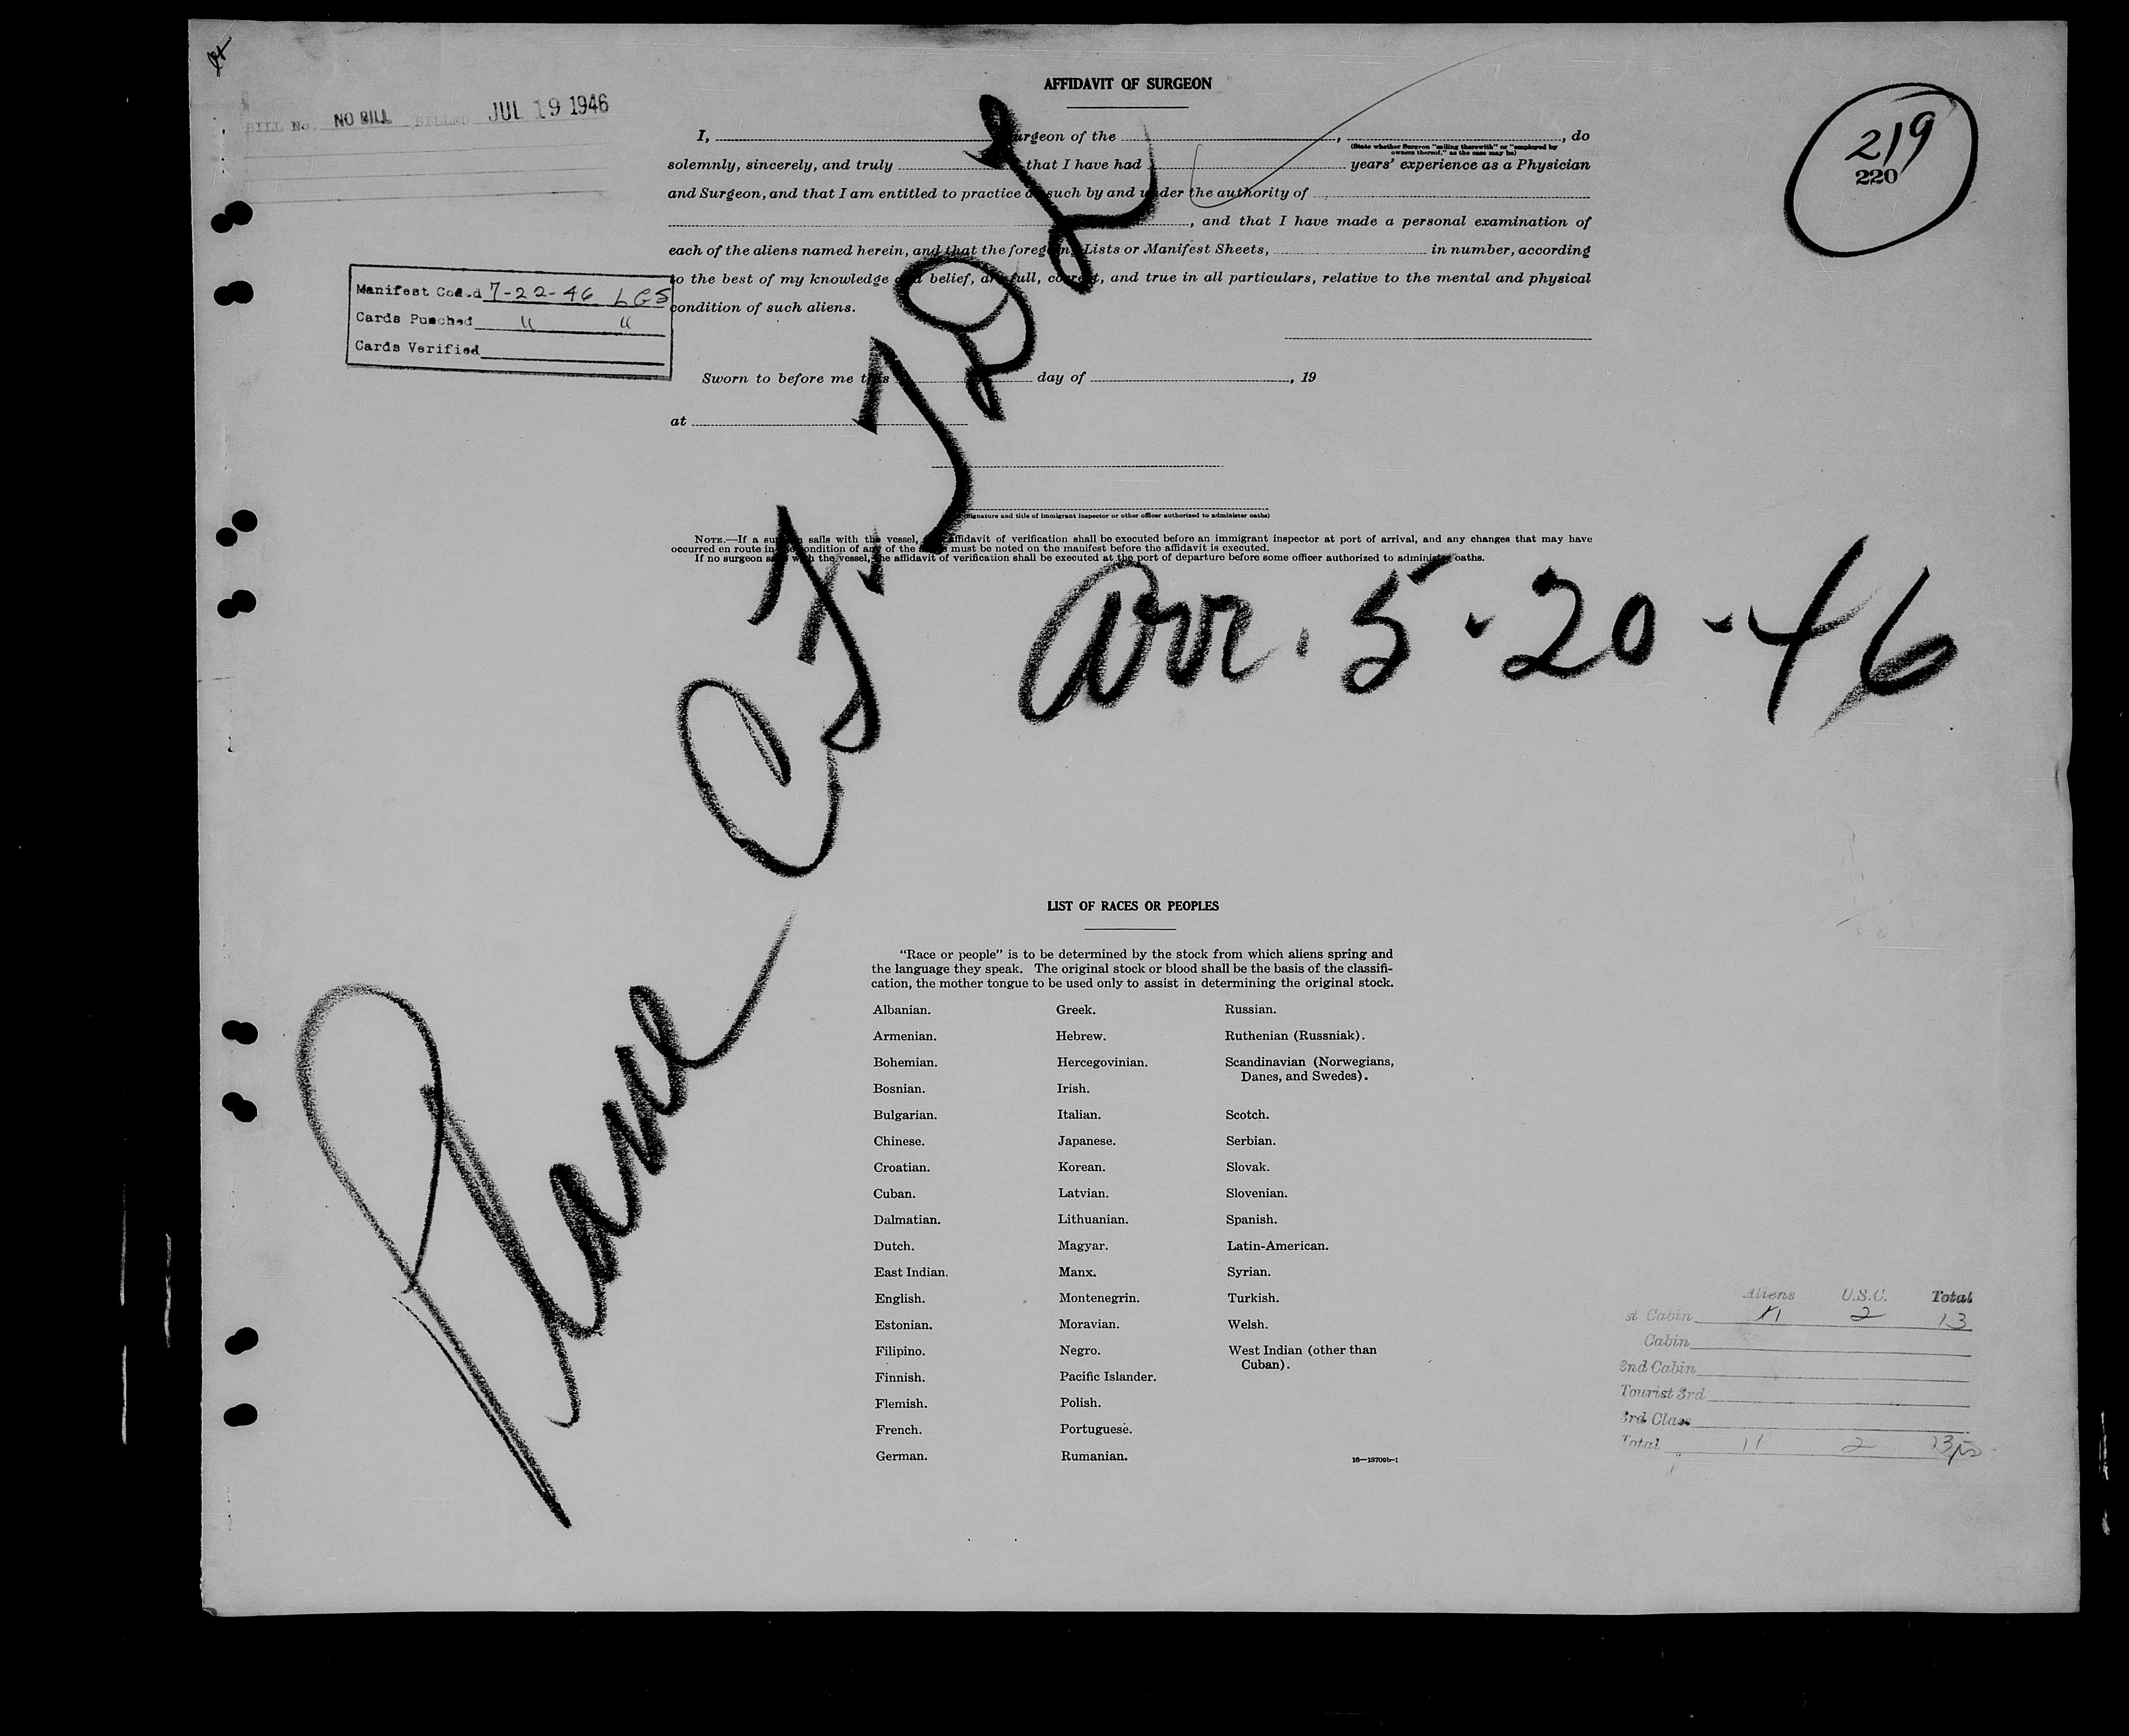 BILL No. NO BILL BILLED JUL 19 1946
AFFIDAVIT OF SURGEON
219
220
I, urgeon of the , , do
(State whether Surgeon "sailing therewith" or "employed by
owners thereof," as the case may be)
solemnly, sincerely, and truly that I have had years' experience as a Physician
and Surgeon, and that I am entitled to practice as such by and under the authority of
, and that I have made a personal examination of
each of the aliens named herein, and that the foregoing Lists or Manifest Sheets, in number, according
to the best of my knowledge and belief, are full, correct, and true in all particulars, relative to the mental and physical
condition of such aliens.
Manifest Coded 7-22-46 LGS
Cards Punched " "
Cards Verified
Sworn to before me this day of , 19
at
(Signature and title of immigrant inspector or other officer authorized to administer oaths)
NOTE.—If a surgeon sails with the vessel, the affidavit of verification shall be executed before an immigrant inspector at port of arrival, and any changes that may have
occurred en route in the condition of any of the aliens must be noted on the manifest before the affidavit is executed.
If no surgeon sails with the vessel, the affidavit of verification shall be executed at the port of departure before some officer authorized to administer oaths.
Plane
Arr. 5-20-46
LIST OF RACES OR PEOPLES
"Race or people" is to be determined by the stock from which aliens spring and
the language they speak. The original stock or blood shall be the basis of the classifi-
cation, the mother tongue to be used only to assist in determining the original stock.
Albanian. Greek. Russian.
Armenian. Hebrew. Ruthenian (Russniak).
Bohemian. Hercegovinian. Scandinavian (Norwegians,
Danes, and Swedes).
Bosnian. Irish.
Bulgarian. Italian. Scotch.
Chinese. Japanese. Serbian.
Croatian. Korean. Slovak.
Cuban. Latvian. Slovenian.
Dalmatian. Lithuanian. Spanish.
Dutch. Magyar. Latin-American.
East Indian. Manx. Syrian.
English. Montenegrin. Turkish.
Estonian. Moravian. Welsh.
Filipino. Negro. West Indian (other than
Cuban).
Finnish. Pacific Islander.
Flemish. Polish.
French. Portuguese.
German. Rumanian.
16—18709b-1
Aliens U.S.C. Total
st Cabin 11 2 13
Cabin
2nd Cabin
Tourist 3rd
3rd Class
Total 11 2 13